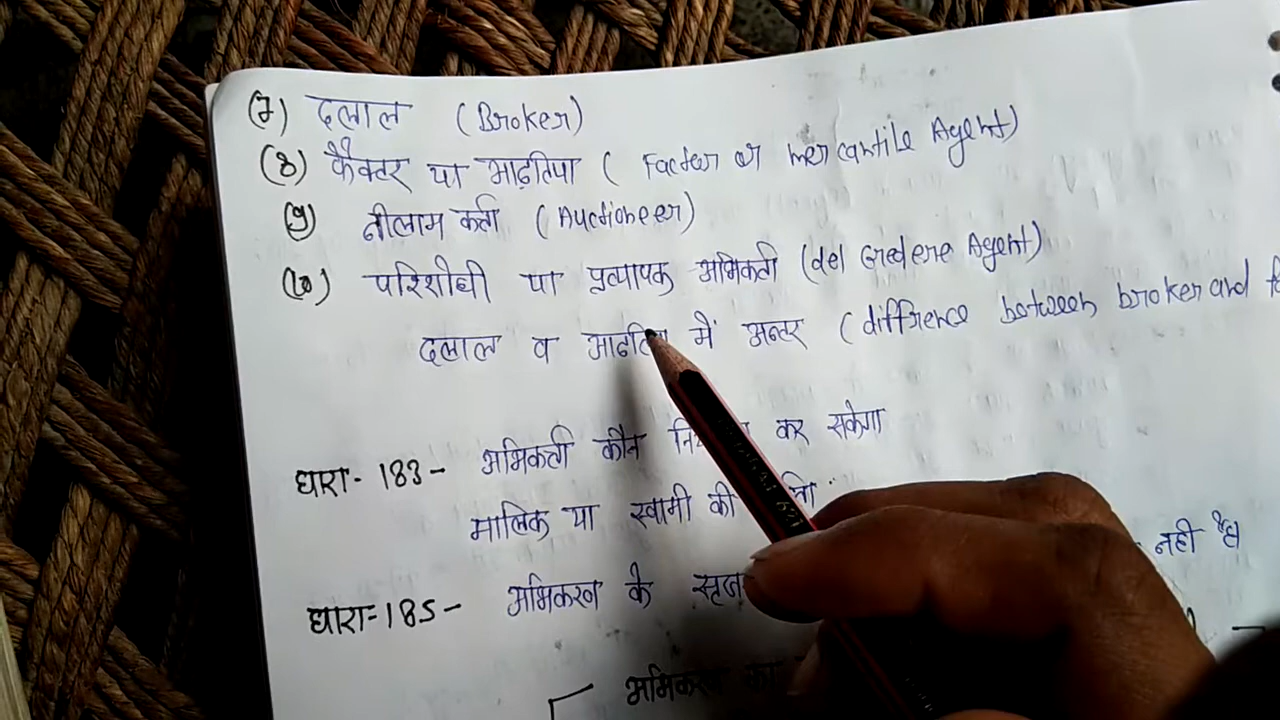 (7) दलाल (Broker)
(8) फैक्टर या आढ़तिया ( Factor or mercantile Agent)
(9) नीलाम कर्ता (Auctioneer)
(10) परिशोधी या प्रत्यापक अभिकर्ता (del Credere Agent)
दलाल व आढतिया में अन्तर (diffrence between broker and
धारा- 183- अभिकर्ता कौन कर सकेगा
मालिक या स्वामी की
धारा-185- अभिकरण के नही है।
अभिकरण का